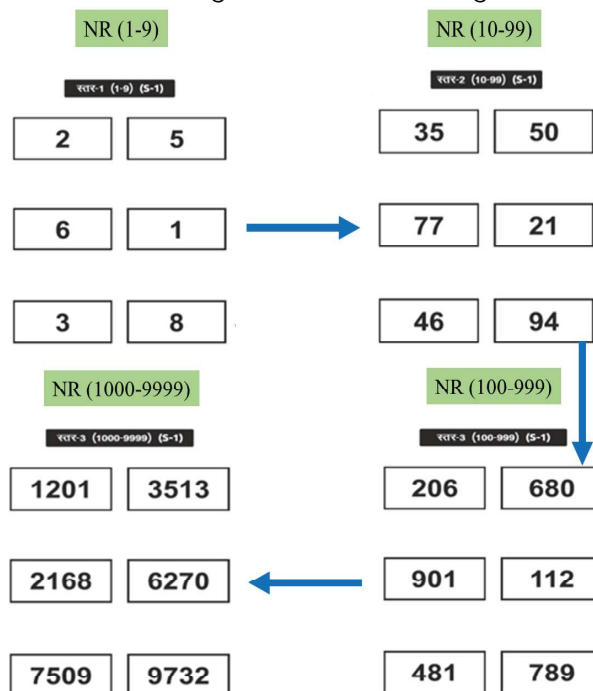 NR (1-9)
स्तर-1 (1-9) (S-1)
2 5
6 1
3 8
NR (10-99)
स्तर-2 (10-99) (S-1)
35 50
77 21
46 94
NR (100-999)
स्तर-3 (100-999) (S-1)
206 680
901 112
481 789
NR (1000-9999)
स्तर-3 (1000-9999) (S-1)
1201 3513
2168 6270
7509 9732